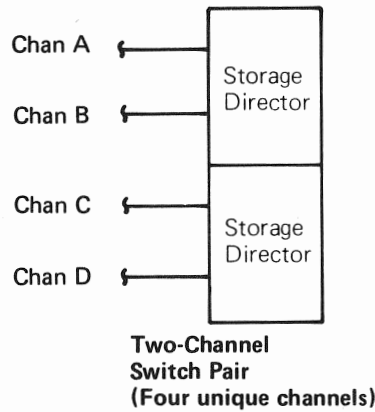 Chan A
Storage
Director
Chan B
Chan C
Storage
Director
Chan D
Two-Channel
Switch Pair
(Four unique channels)